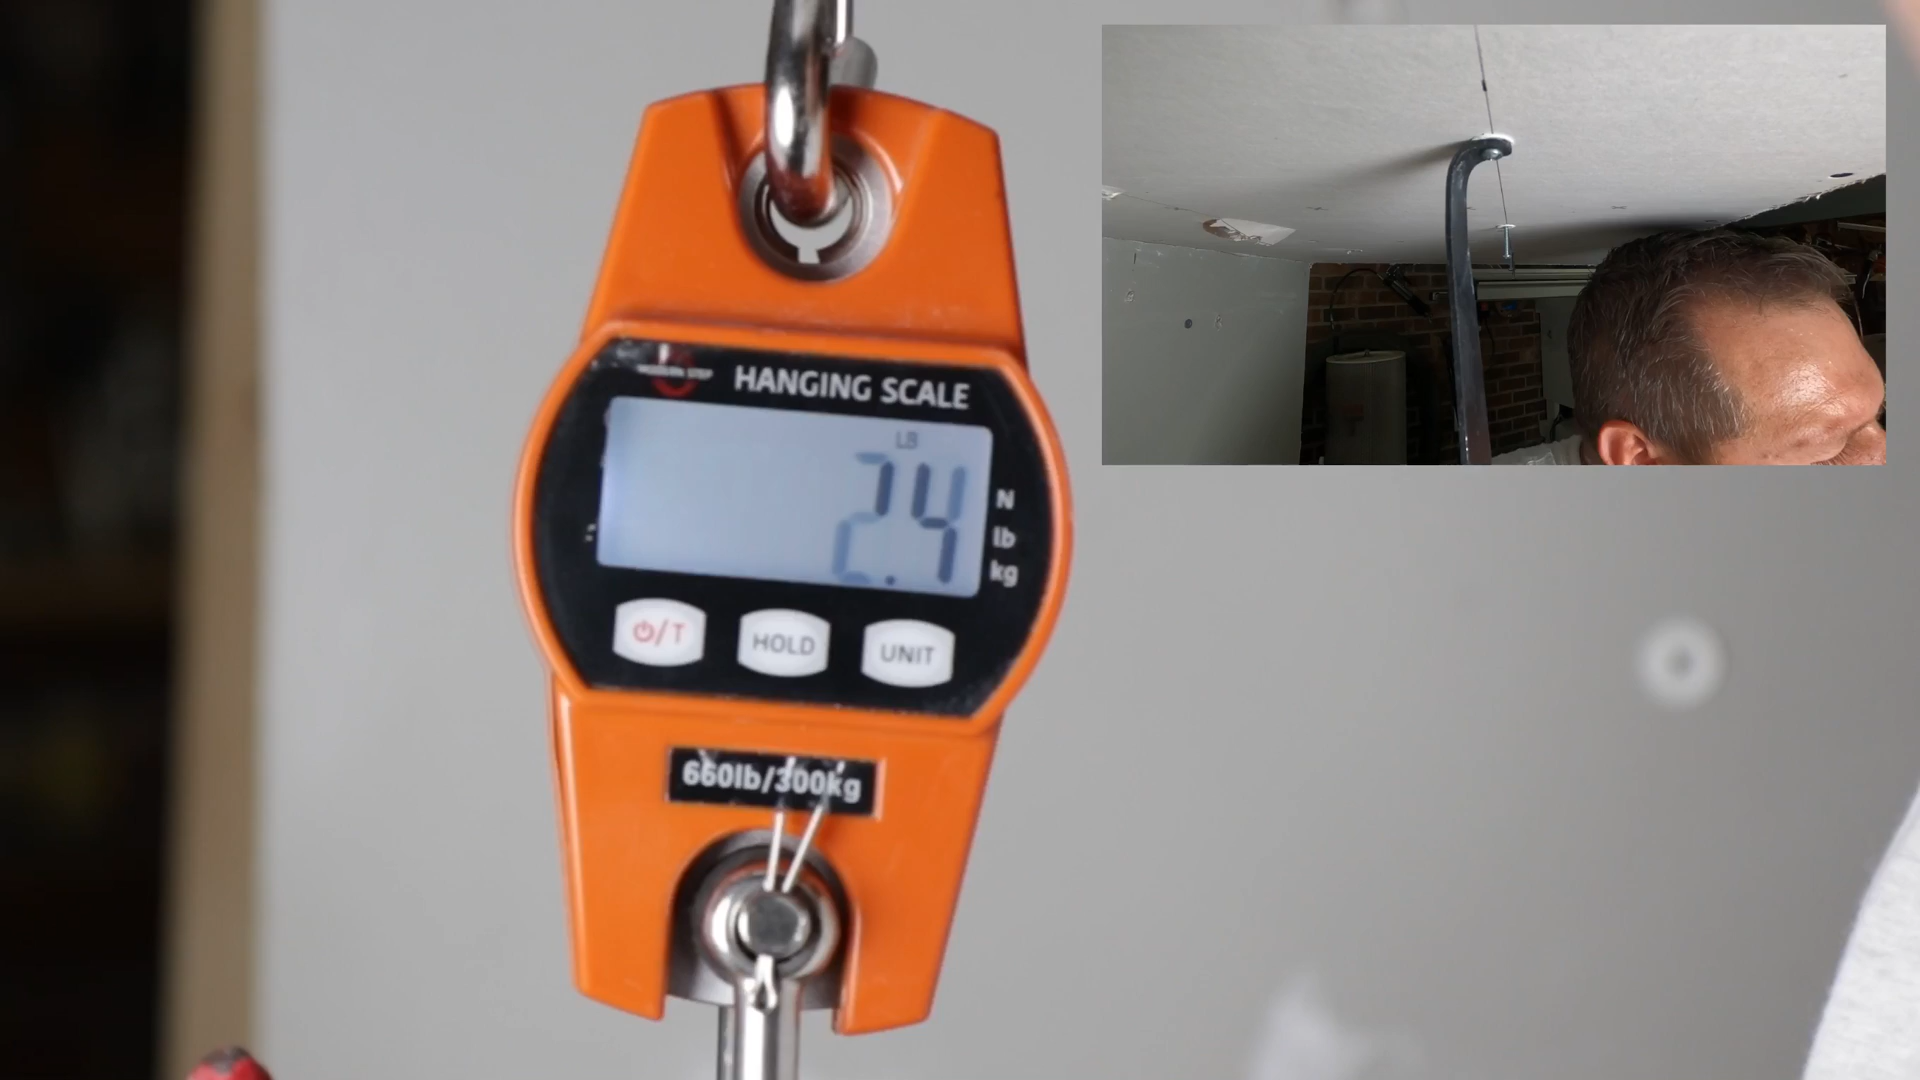 HANGING SCALE
LB
2.4
N
lb
kg
⏻/T
HOLD
UNIT
660lb/300kg